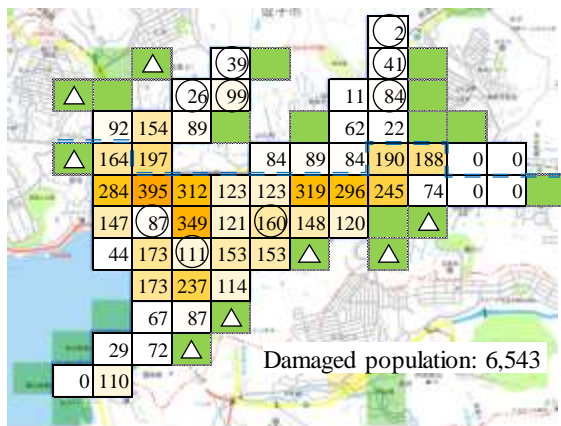 2
39 41
26 99 11 84
92 154 89 62 22
164 197 84 89 84 190 188 0 0
284 395 312 123 123 319 296 245 74 0 0
147 87 349 121 160 148 120
44 173 111 153 153
173 237 114
67 87
29 72
Damaged population: 6,543
0 110